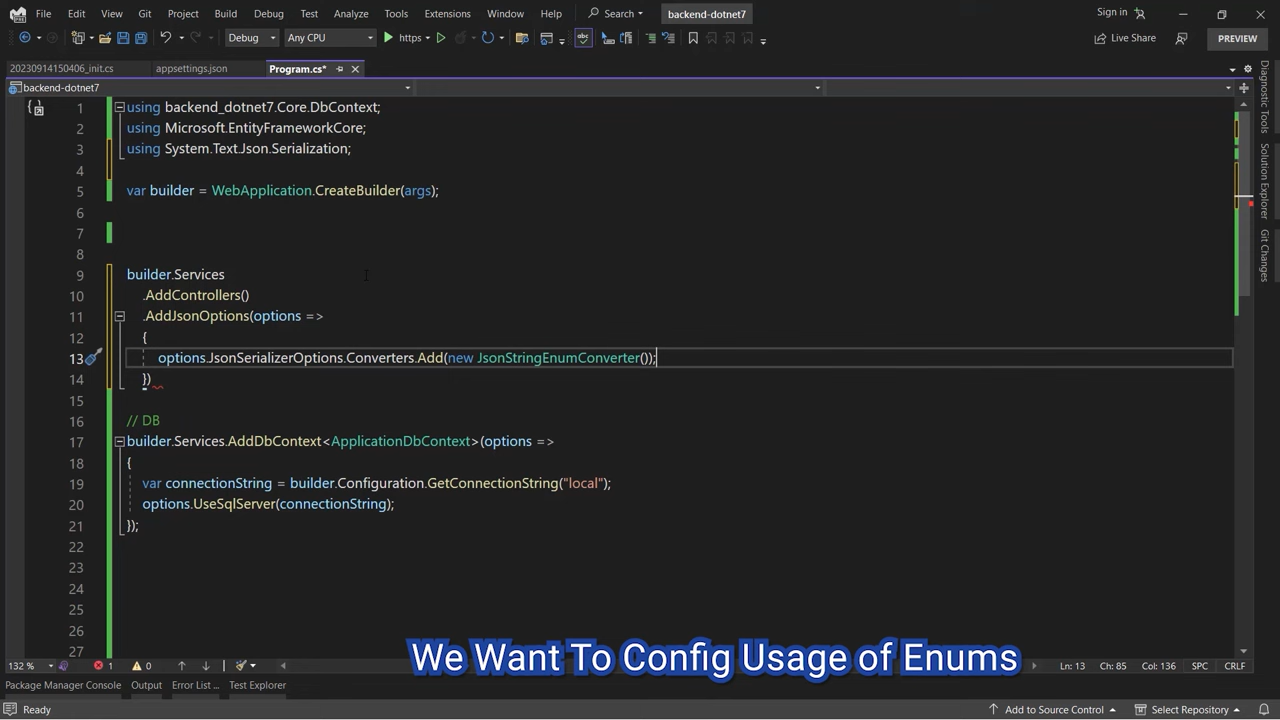 File Edit View Git Project Build Debug Test Analyze Tools Extensions Window Help Search backend-dotnet7 Sign in
Debug Any CPU https Live Share PREVIEW
20230914150406_init.cs appsettings.json Program.cs*
backend-dotnet7
1 using backend_dotnet7.Core.DbContext;
2 using Microsoft.EntityFrameworkCore;
3 using System.Text.Json.Serialization;
4
5 var builder = WebApplication.CreateBuilder(args);
6
7
8
9 builder.Services
10 .AddControllers()
11 .AddJsonOptions(options =>
12 {
13 options.JsonSerializerOptions.Converters.Add(new JsonStringEnumConverter());
14 })
15
16 // DB
17 builder.Services.AddDbContext<ApplicationDbContext>(options =>
18 {
19 var connectionString = builder.Configuration.GetConnectionString("local");
20 options.UseSqlServer(connectionString);
21 });
22
23
24
25
26
27
We Want To Config Usage of Enums
132 % 1 0 Ln: 13 Ch: 85 Col: 136 SPC CRLF
Package Manager Console Output Error List ... Test Explorer
Ready Add to Source Control Select Repository
Diagnostic Tools
Solution Explorer
Git Changes